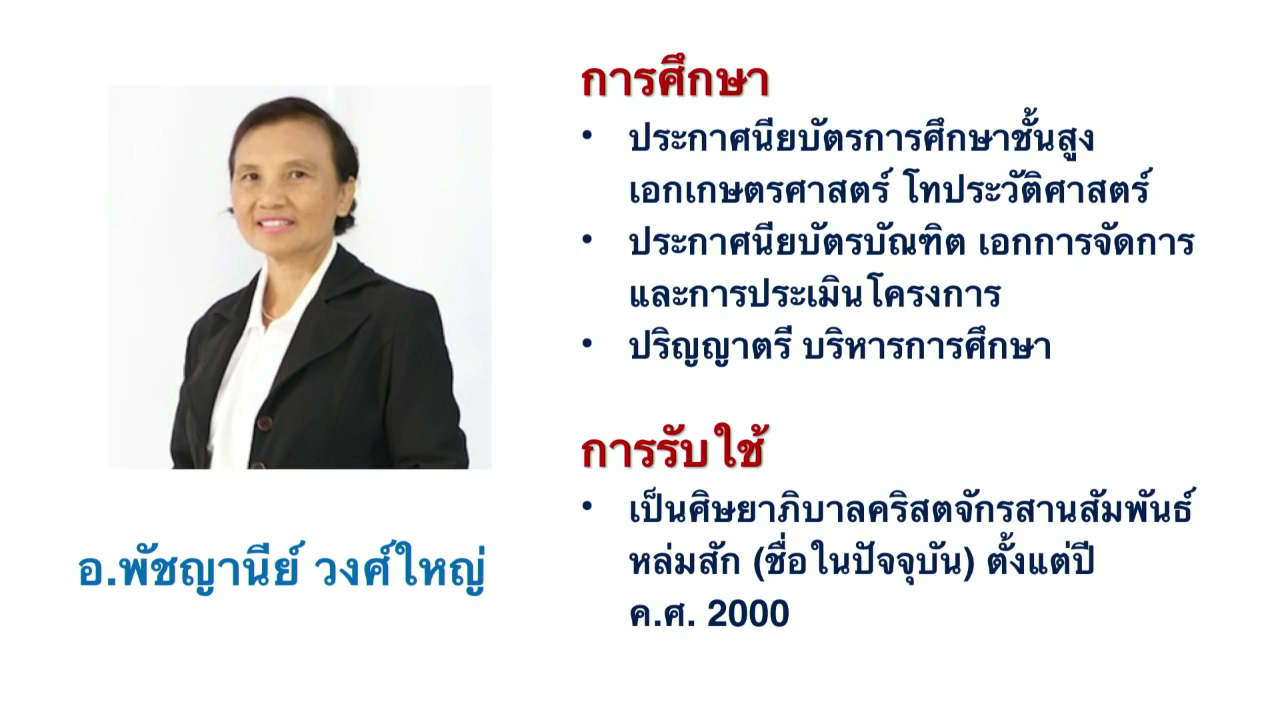 การศึกษา
• ประกาศนียบัตรการศึกษาชั้นสูง
เอกเกษตรศาสตร์ โทประวัติศาสตร์
• ประกาศนียบัตรบัณฑิต เอกการจัดการ
และการประเมินโครงการ
• ปริญญาตรี บริหารการศึกษา
การรับใช้
• เป็นศิษยาภิบาลคริสตจักรสานสัมพันธ์
หล่มสัก (ชื่อในปัจจุบัน) ตั้งแต่ปี
ค.ศ. 2000
อ.พัชญานีย์ วงศ์ใหญ่